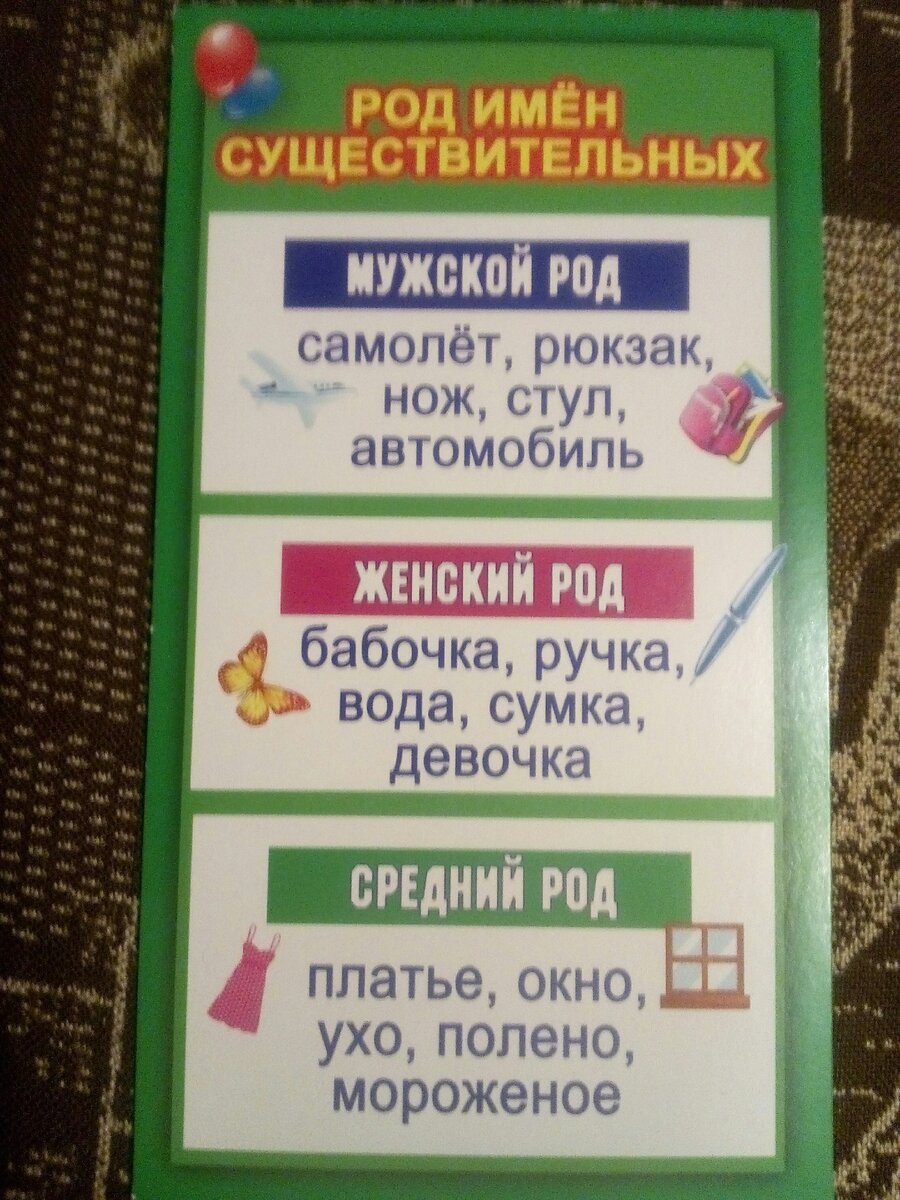 РОД ИМЁН
СУЩЕСТВИТЕЛЬНЫХ
МУЖСКОЙ РОД
самолёт, рюкзак,
нож, стул,
автомобиль
ЖЕНСКИЙ РОД
бабочка, ручка,
вода, сумка,
девочка
СРЕДНИЙ РОД
платье, окно,
ухо, полено,
мороженое